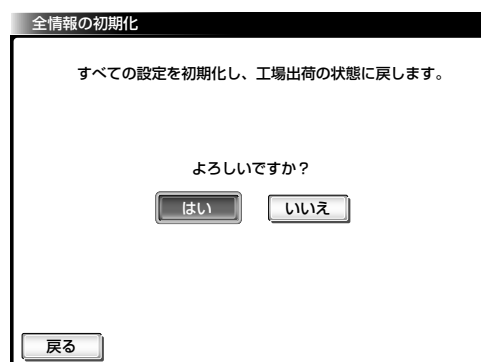 全情報の初期化
すべての設定を初期化し、工場出荷の状態に戻します。
よろしいですか？
はい いいえ
戻る